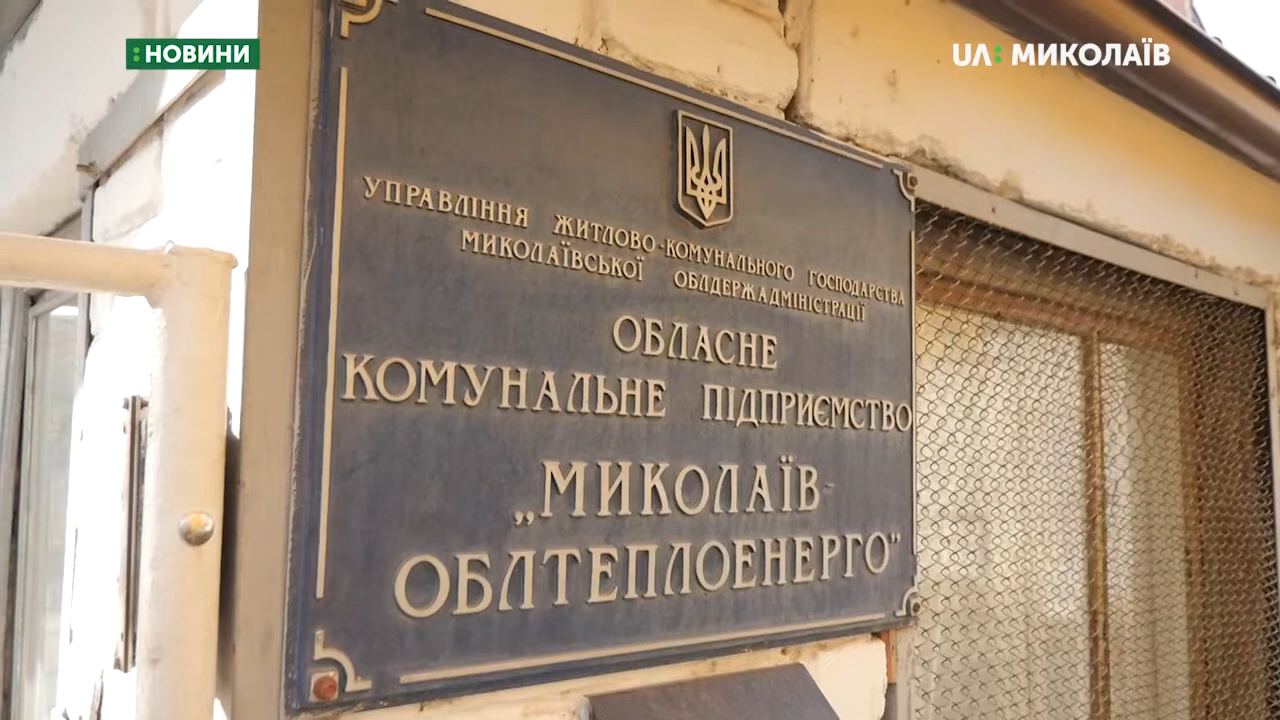 :НОВИНИ
UA: МИКОЛАЇВ
УПРАВЛІННЯ ЖИТЛОВО-КОМУНАЛЬНОГО ГОСПОДАРСТВА
МИКОЛАЇВСЬКОЇ ОБЛДЕРЖАДМІНІСТРАЦІЇ
ОБЛАСНЕ
КОМУНАЛЬНЕ ПІДПРИЄМСТВО
„МИКОЛАЇВ-
ОБЛТЕПЛОЕНЕРГО”